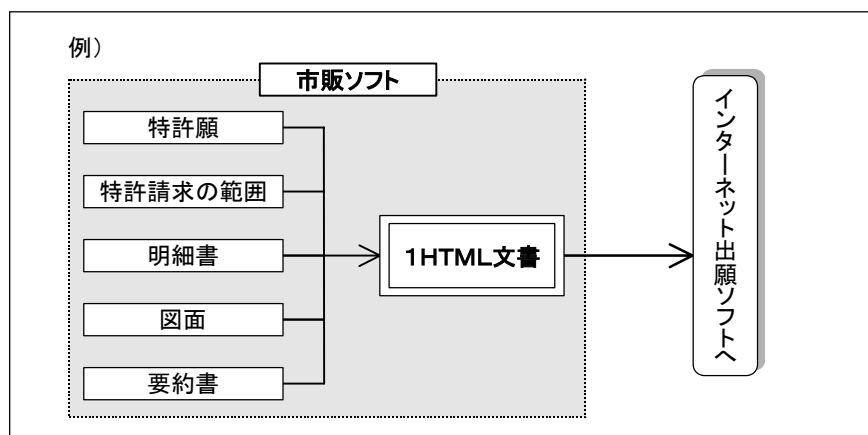 例）
市販ソフト
特許願
特許請求の範囲
明細書
図面
要約書
１ＨＴＭＬ文書
インターネット出願ソフトへ